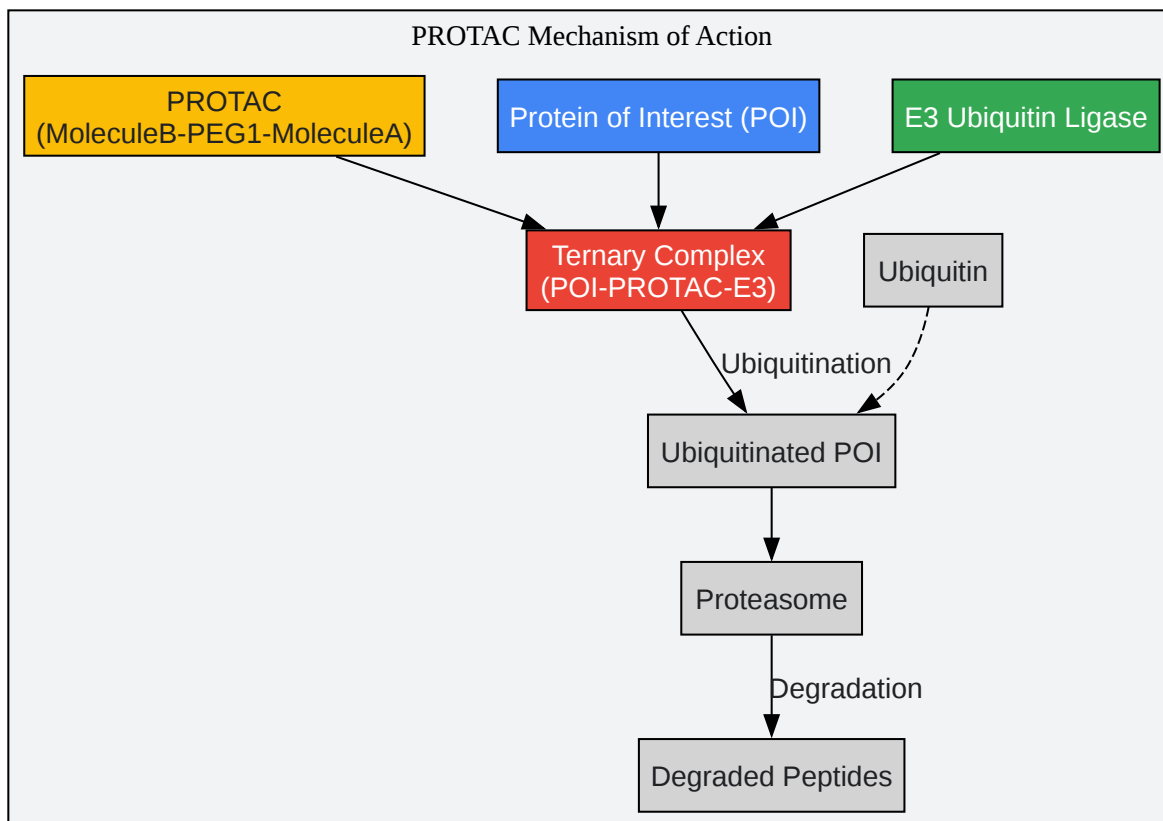 PROTAC Mechanism of Action
PROTAC
(MoleculeB-PEG1-MoleculeA)
Protein of Interest (POI)
E3 Ubiquitin Ligase
Ternary Complex
(POI-PROTAC-E3)
Ubiquitin
Ubiquitination
Ubiquitinated POI
Proteasome
Degradation
Degraded Peptides